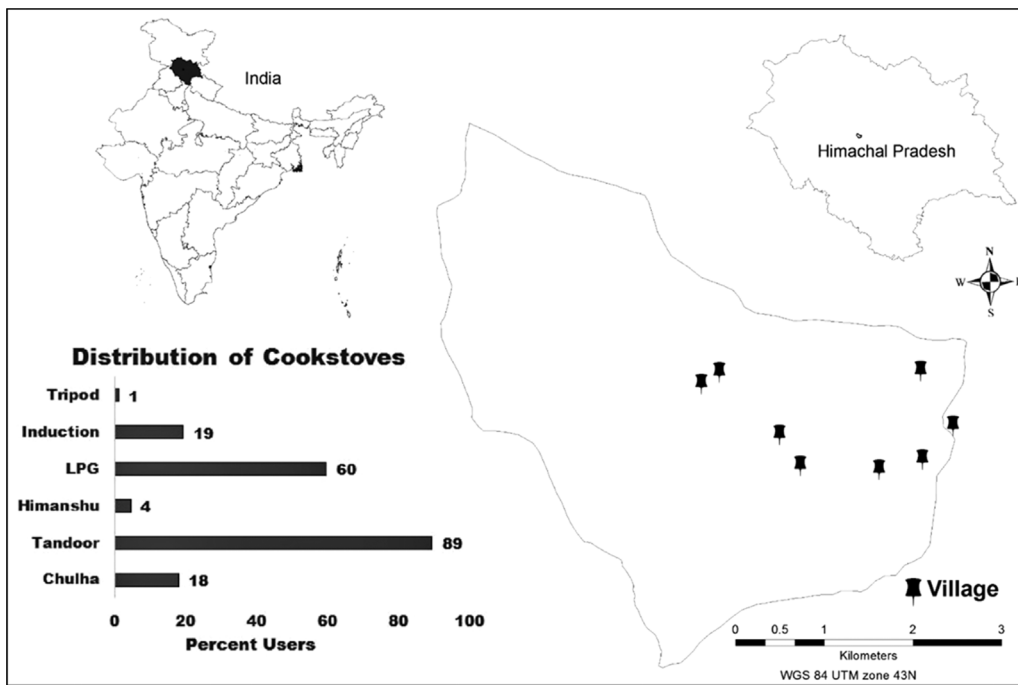 India
Himachal Pradesh
N
W
E
S
Distribution of Cookstoves
Tripod 1
Induction 19
LPG 60
Himanshu 4
Tandoor 89
Chulha 18
0 20 40 60 80 100
Percent Users
Village
0 0.5 1 2 3
Kilometers
WGS 84 UTM zone 43N